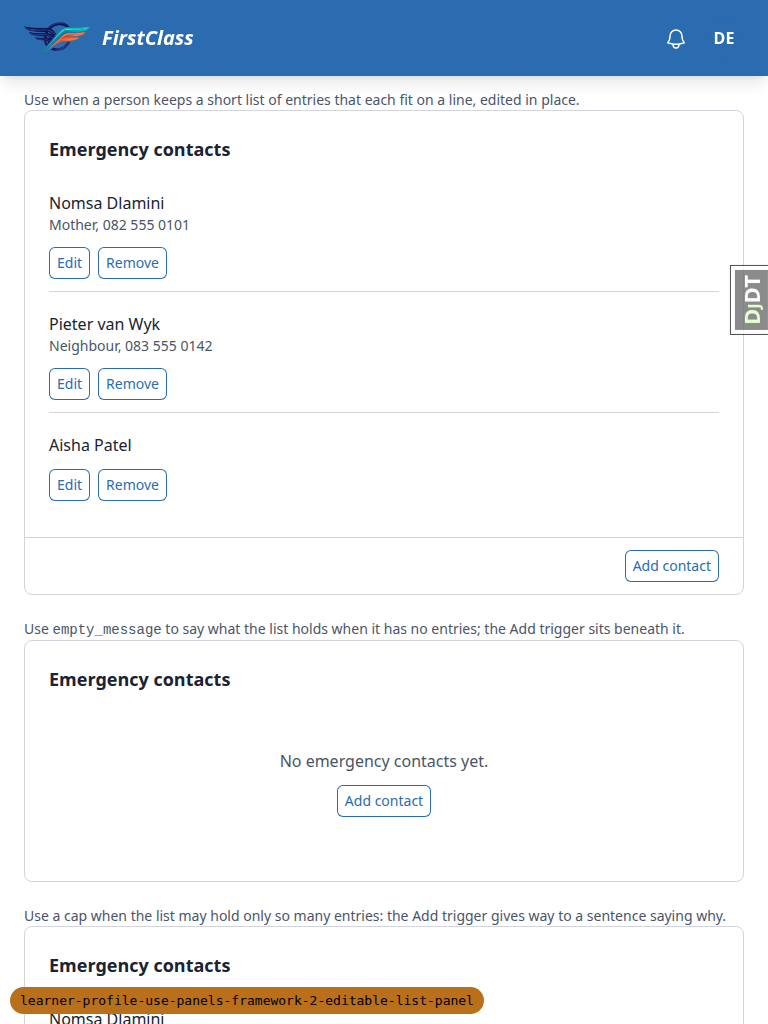 FirstClass
DE
Use when a person keeps a short list of entries that each fit on a line, edited in place.
Emergency contacts
Nomsa Dlamini
Mother, 082 555 0101
Edit Remove
DJDT
Pieter van Wyk
Neighbour, 083 555 0142
Edit Remove
Aisha Patel
Edit Remove
Add contact
Use empty_message to say what the list holds when it has no entries; the Add trigger sits beneath it.
Emergency contacts
No emergency contacts yet.
Add contact
Use a cap when the list may hold only so many entries: the Add trigger gives way to a sentence saying why.
Emergency contacts
learner-profile-use-panels-framework-2-editable-list-panel
Nomsa Dlamini